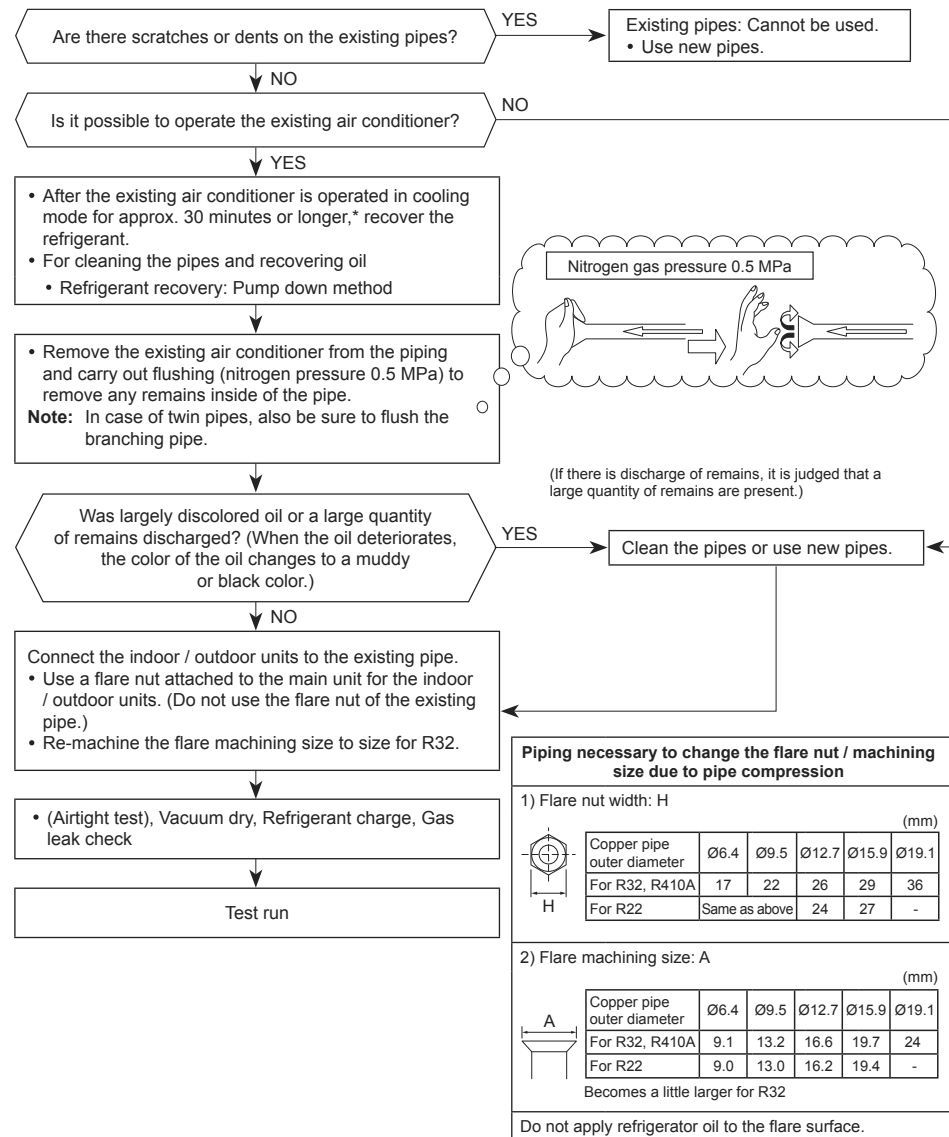 Are there scratches or dents on the existing pipes?
YES
Existing pipes: Cannot be used.
• Use new pipes.
NO
Is it possible to operate the existing air conditioner?
NO
YES
• After the existing air conditioner is operated in cooling
mode for approx. 30 minutes or longer,* recover the
refrigerant.
• For cleaning the pipes and recovering oil
• Refrigerant recovery: Pump down method
Nitrogen gas pressure 0.5 MPa
• Remove the existing air conditioner from the piping
and carry out flushing (nitrogen pressure 0.5 MPa) to
remove any remains inside of the pipe.
Note: In case of twin pipes, also be sure to flush the
branching pipe.
(If there is discharge of remains, it is judged that a
large quantity of remains are present.)
Was largely discolored oil or a large quantity
of remains discharged? (When the oil deteriorates,
the color of the oil changes to a muddy
or black color.)
YES
Clean the pipes or use new pipes.
NO
Connect the indoor / outdoor units to the existing pipe.
• Use a flare nut attached to the main unit for the indoor
/ outdoor units. (Do not use the flare nut of the existing
pipe.)
• Re-machine the flare machining size to size for R32.
• (Airtight test), Vacuum dry, Refrigerant charge, Gas
leak check
Test run
Piping necessary to change the flare nut / machining
size due to pipe compression
1) Flare nut width: H
(mm)
Copper pipe
outer diameter Ø6.4 Ø9.5 Ø12.7 Ø15.9 Ø19.1
For R32, R410A 17 22 26 29 36
For R22 Same as above 24 27 -
H
2) Flare machining size: A
(mm)
A
Copper pipe
outer diameter Ø6.4 Ø9.5 Ø12.7 Ø15.9 Ø19.1
For R32, R410A 9.1 13.2 16.6 19.7 24
For R22 9.0 13.0 16.2 19.4 -
Becomes a little larger for R32
Do not apply refrigerator oil to the flare surface.